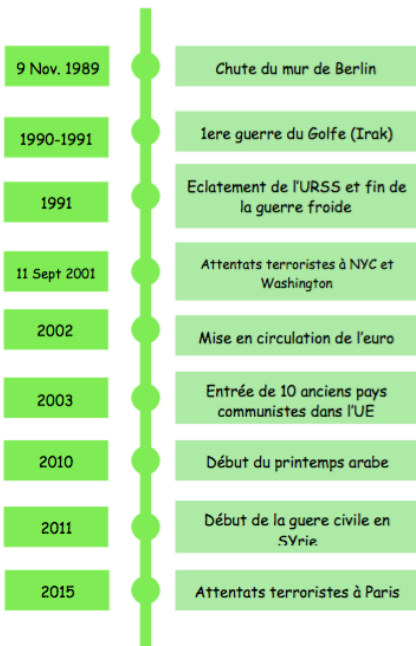 9 Nov. 1989
Chute du mur de Berlin
1990-1991
1ere guerre du Golfe (Irak)
1991
Eclatement de l'URSS et fin de
la guerre froide
11 Sept 2001
Attentats terroristes à NYC et
Washington
2002
Mise en circulation de l'euro
2003
Entrée de 10 anciens pays
communistes dans l'UE
2010
Début du printemps arabe
2011
Début de la guere civile en
SYrie
2015
Attentats terroristes à Paris